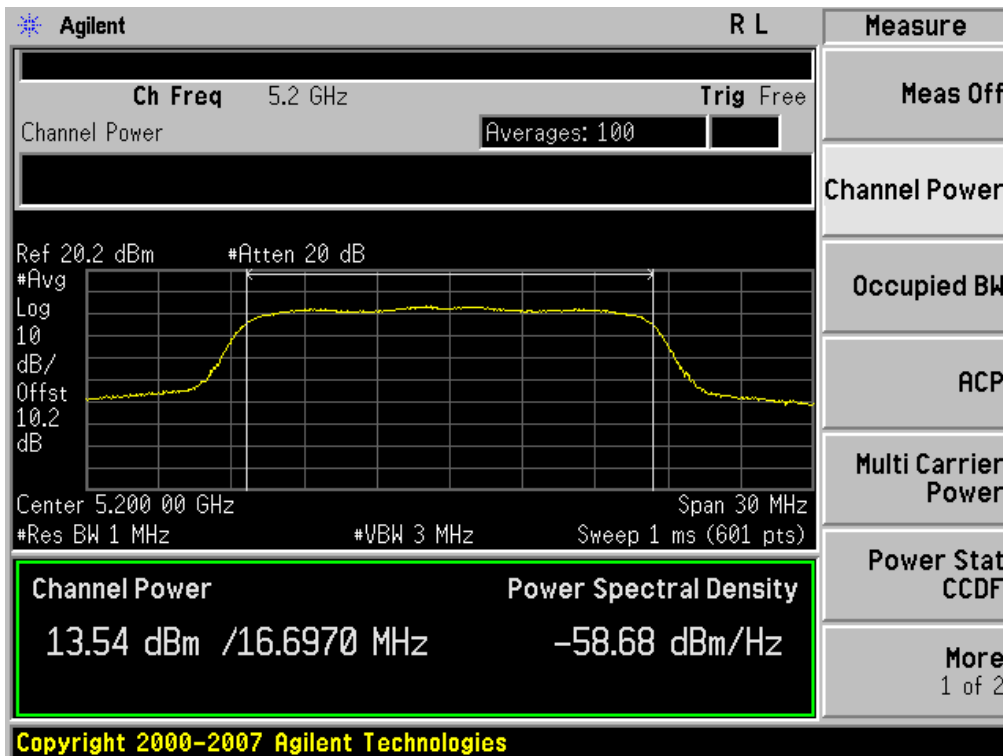 Agilent R L
Ch Freq 5.2 GHz Trig Free
Channel Power Averages: 100
Ref 20.2 dBm #Atten 20 dB
#Avg
Log
10
dB/
Offst
10.2
dB
Center 5.200 00 GHz Span 30 MHz
#Res BW 1 MHz #VBW 3 MHz Sweep 1 ms (601 pts)
Channel Power Power Spectral Density
13.54 dBm /16.6970 MHz -58.68 dBm/Hz
Measure
Meas Off
Channel Power
Occupied BW
ACP
Multi Carrier
Power
Power Stat
CCDF
More
1 of 2
Copyright 2000-2007 Agilent Technologies